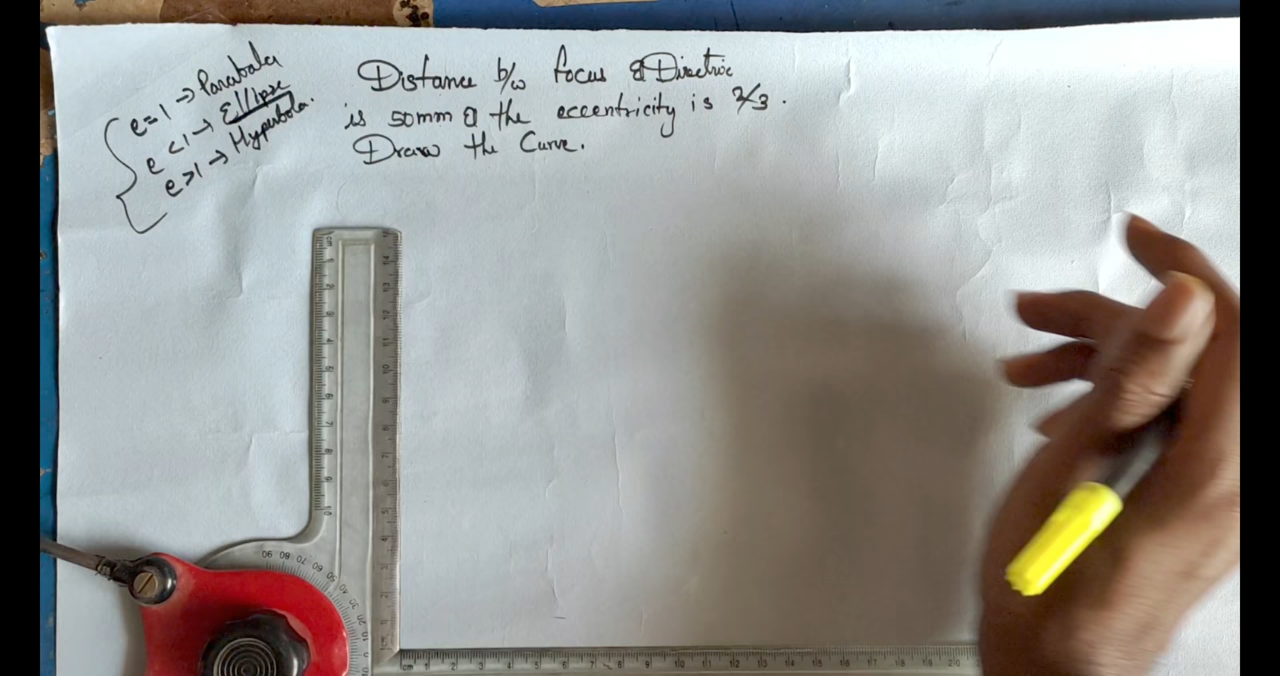 e=1 → Parabola
e<1 → Ellipse
e>1 → Hyperbola.
Distance b/w focus & Directrix
is 50mm & the eccentricity is 2/3.
Draw the Curve.